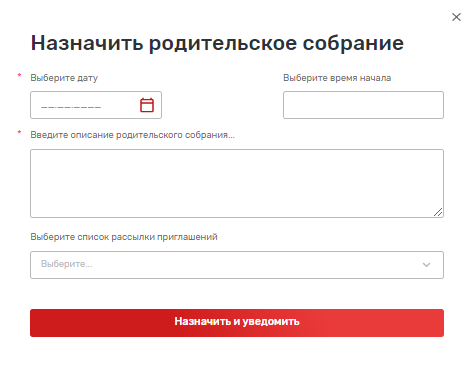 Назначить родительское собрание
* Выберите дату
Выберите время начала
__.__.____
* Введите описание родительского собрания...
Выберите список рассылки приглашений
Выберите...
Назначить и уведомить